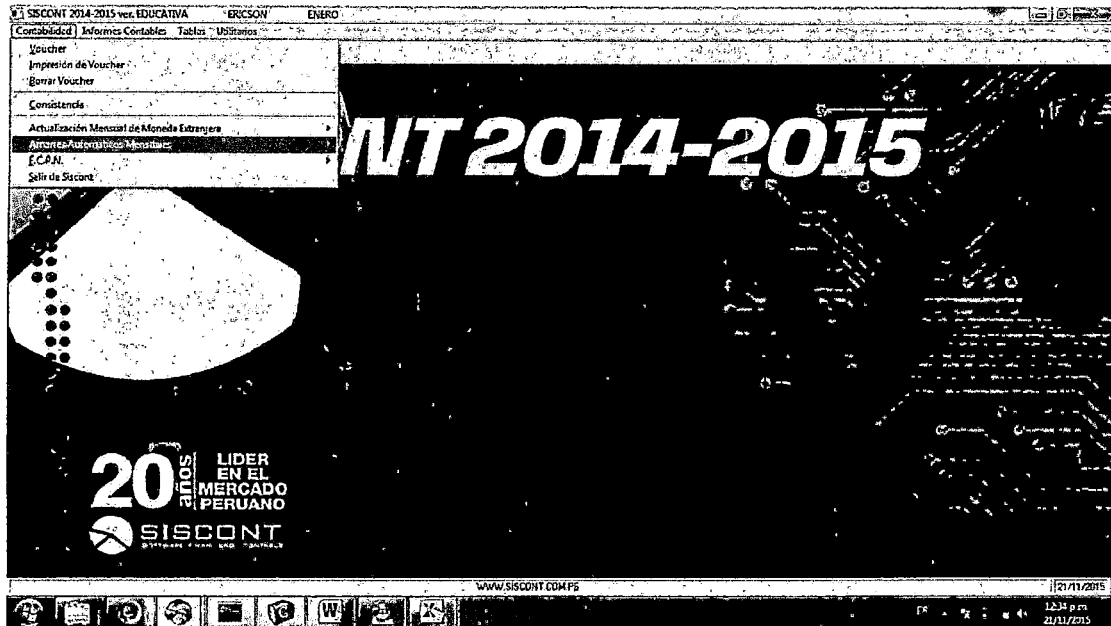 SISCONT 2014-2015 ver. EDUCATIVA ERICSON ENERO
Contabilidad Informes Contables Tablas Utilitarios
Voucher
Impresión de Voucher
Borrar Voucher
Consistencia
Actualización Mensual de Moneda Extranjera
Amarres Automaticos Mensuales
E.C.P.N.
Salir de Siscont
NT 2014-2015
20 años
LIDER
EN EL
MERCADO
PERUANO
SISCONT
WWW.SISCONT.COM.PE
21/11/2015
12:34 p.m.
21/11/2015